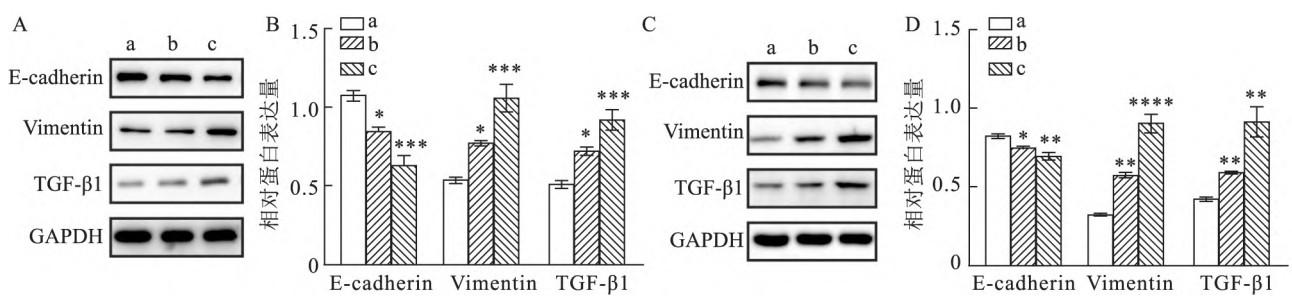 A
a b c
E-cadherin
Vimentin
TGF-β1
GAPDH
B
相对蛋白表达量
1.5
1.0
0.5
0
a
b
c
* ***
* ***
* ***
E-cadherin Vimentin TGF-β1
C
a b c
E-cadherin
Vimentin
TGF-β1
GAPDH
D
相对蛋白表达量
1.5
1.0
0.5
0
a
b
c
* **
** ****
** **
E-cadherin Vimentin TGF-β1